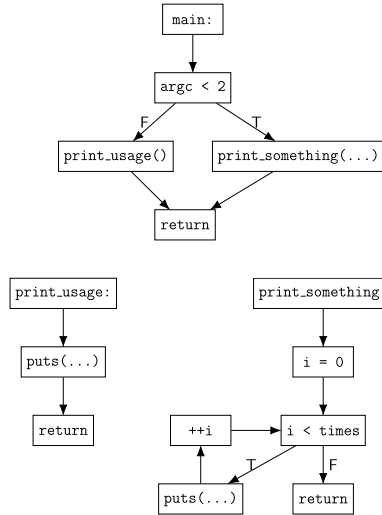 main:
argc < 2
F T
print_usage() print_something(...)
return
print_usage: print_something
puts(...) i = 0
return ++i i < times
T F
puts(...) return